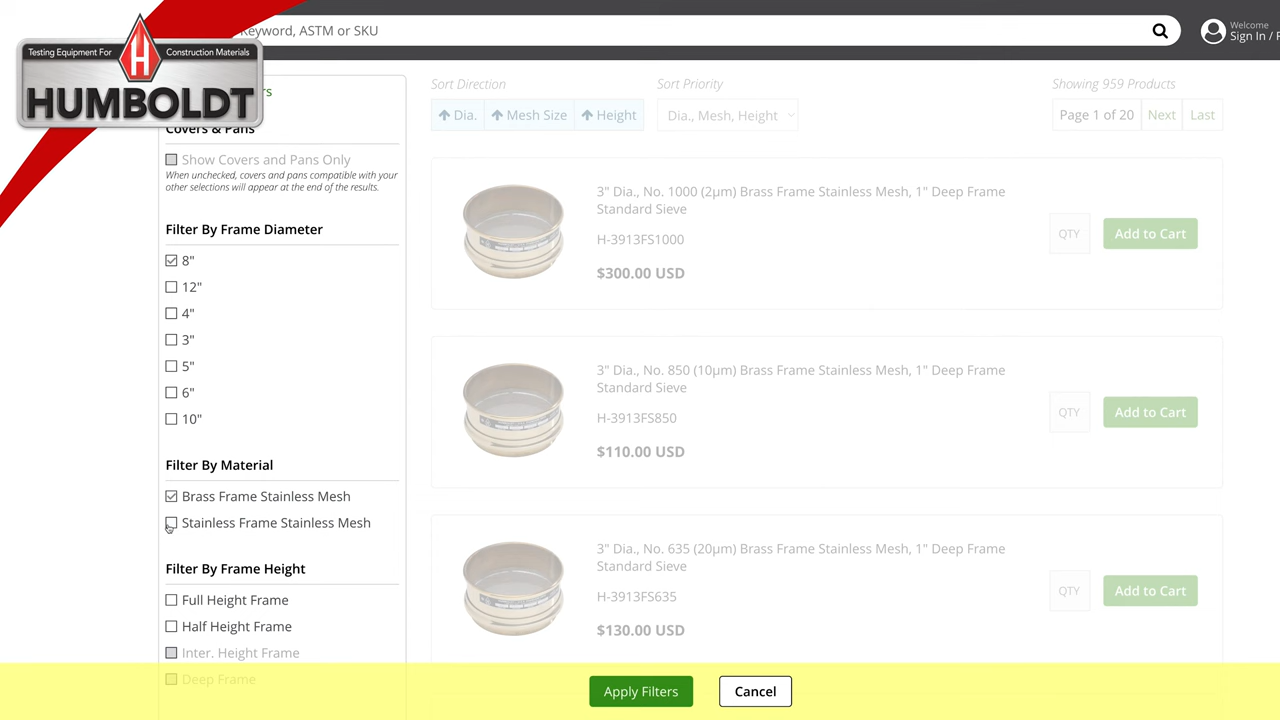 Testing Equipment For
Construction Materials
H
HUMBOLDT
Keyword, ASTM or SKU
Welcome
Sign In /
Covers & Pans
Show Covers and Pans Only
When unchecked, covers and pans compatible with your
other selections will appear at the end of the results.
Filter By Frame Diameter
8"
12"
4"
3"
5"
6"
10"
Filter By Material
Brass Frame Stainless Mesh
Stainless Frame Stainless Mesh
Filter By Frame Height
Full Height Frame
Half Height Frame
Inter. Height Frame
Deep Frame
Sort Direction
Sort Priority
Showing 959 Products
Dia.
Mesh Size
Height
Dia., Mesh, Height
Page 1 of 20
Next
Last
3" Dia., No. 1000 (2µm) Brass Frame Stainless Mesh, 1" Deep Frame
Standard Sieve
H-3913FS1000
$300.00 USD
QTY
Add to Cart
3" Dia., No. 850 (10µm) Brass Frame Stainless Mesh, 1" Deep Frame
Standard Sieve
H-3913FS850
$110.00 USD
QTY
Add to Cart
3" Dia., No. 635 (20µm) Brass Frame Stainless Mesh, 1" Deep Frame
Standard Sieve
H-3913FS635
$130.00 USD
QTY
Add to Cart
Apply Filters
Cancel